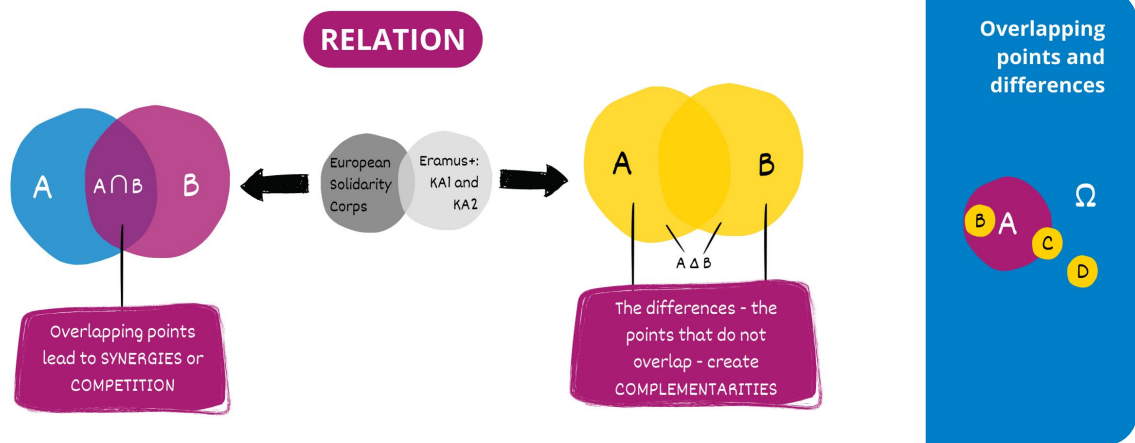 RELATION
A
A∩B
B
Overlapping points
lead to SYNERGIES or
COMPETITION
European
Solidarity
Corps
Eramus+:
KA1 and
KA2
A
B
A Δ B
The differences - the
points that do not
overlap - create
COMPLEMENTARITIES
Overlapping
points and
differences
Ω
B
A
C
D